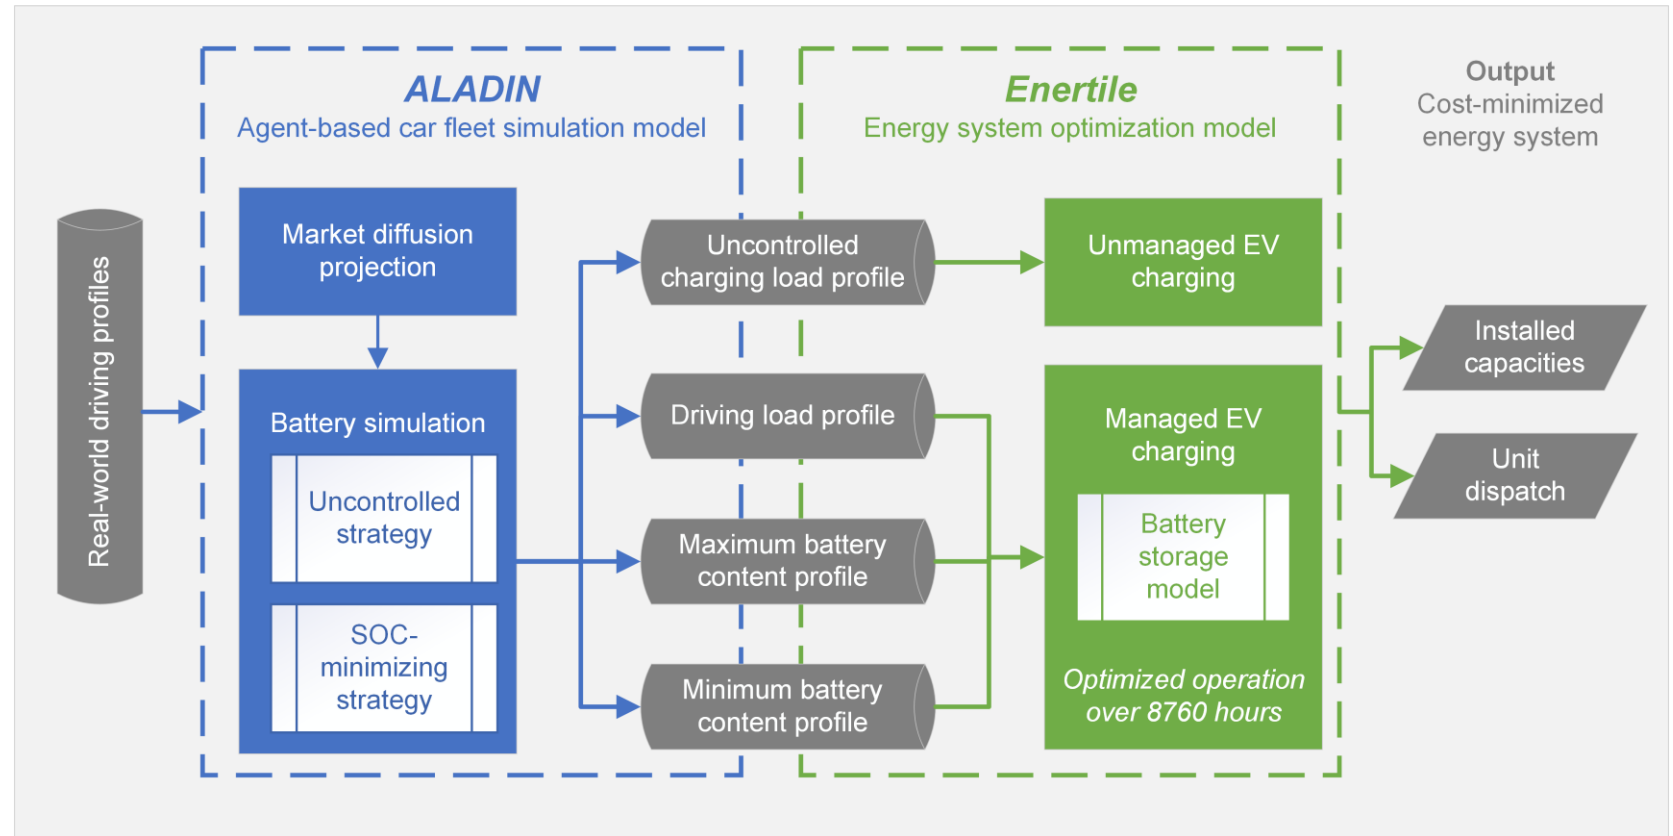 Real-world driving profiles
ALADIN
Agent-based car fleet simulation model
Market diffusion
projection
Battery simulation
Uncontrolled
strategy
SOC-
minimizing
strategy
Uncontrolled
charging load profile
Driving load profile
Maximum battery
content profile
Minimum battery
content profile
Enertile
Energy system optimization model
Unmanaged EV
charging
Managed EV
charging
Battery
storage
model
Optimized operation
over 8760 hours
Output
Cost-minimized
energy system
Installed
capacities
Unit
dispatch